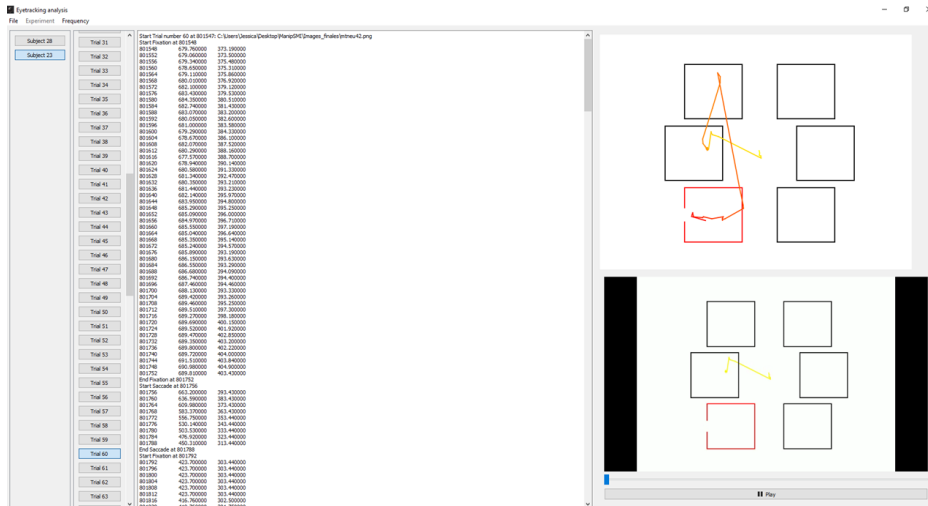 Eyetracking analysis
File Experiment Frequency
Subject 28
Subject 23
Trial 31
Trial 32
Trial 33
Trial 34
Trial 35
Trial 36
Trial 37
Trial 38
Trial 39
Trial 40
Trial 41
Trial 42
Trial 43
Trial 44
Trial 45
Trial 46
Trial 47
Trial 48
Trial 49
Trial 50
Trial 51
Trial 52
Trial 53
Trial 54
Trial 55
Trial 56
Trial 57
Trial 58
Trial 59
Trial 60
Trial 61
Trial 62
Trial 63
Start Trial number 60 at 801547: C:\Users\Jessica\Desktop\ManipSMI\Images_finales\ntneu42.png
Start Fixation at 801548
801548 679.760000 373.190000
801552 679.060000 373.500000
801556 679.340000 375.480000
801560 678.650000 375.310000
801564 679.110000 375.860000
801568 680.010000 376.920000
801572 682.100000 379.120000
801576 683.430000 379.530000
801580 684.350000 380.510000
801584 682.740000 381.430000
801588 683.070000 383.200000
801592 680.050000 382.600000
801596 681.000000 383.580000
801600 679.290000 384.330000
801604 678.670000 386.100000
801608 682.070000 387.520000
801612 680.290000 388.160000
801616 677.570000 388.700000
801620 678.940000 390.140000
801624 680.580000 391.330000
801628 681.340000 392.470000
801632 680.350000 393.210000
801636 681.440000 393.230000
801640 682.140000 395.970000
801644 683.950000 394.800000
801648 685.290000 395.250000
801652 685.090000 396.000000
801656 684.970000 396.710000
801660 685.550000 397.190000
801664 685.040000 396.640000
801668 685.350000 395.140000
801672 685.240000 394.570000
801676 685.890000 393.190000
801680 686.150000 393.630000
801684 686.550000 393.290000
801688 686.680000 394.090000
801692 686.740000 394.400000
801696 687.460000 394.460000
801700 688.130000 393.330000
801704 689.420000 393.260000
801708 689.460000 395.250000
801712 689.510000 397.300000
801716 689.270000 398.180000
801720 689.690000 400.150000
801724 689.520000 401.920000
801728 689.470000 402.850000
801732 689.350000 403.200000
801736 689.800000 402.220000
801740 689.720000 404.000000
801744 691.510000 403.840000
801748 690.980000 404.900000
801752 689.810000 403.430000
End Fixation at 801752
Start Saccade at 801756
801756 663.200000 393.430000
801760 636.590000 383.430000
801764 609.980000 373.430000
801768 583.370000 363.430000
801772 556.750000 353.440000
801776 530.140000 343.440000
801780 503.530000 333.440000
801784 476.920000 323.440000
801788 450.310000 313.440000
End Saccade at 801788
Start Fixation at 801792
801792 423.700000 303.440000
801796 423.700000 303.440000
801800 423.700000 303.440000
801804 423.700000 303.440000
801808 423.700000 303.440000
801812 423.700000 303.440000
801816 416.760000 302.500000
Play